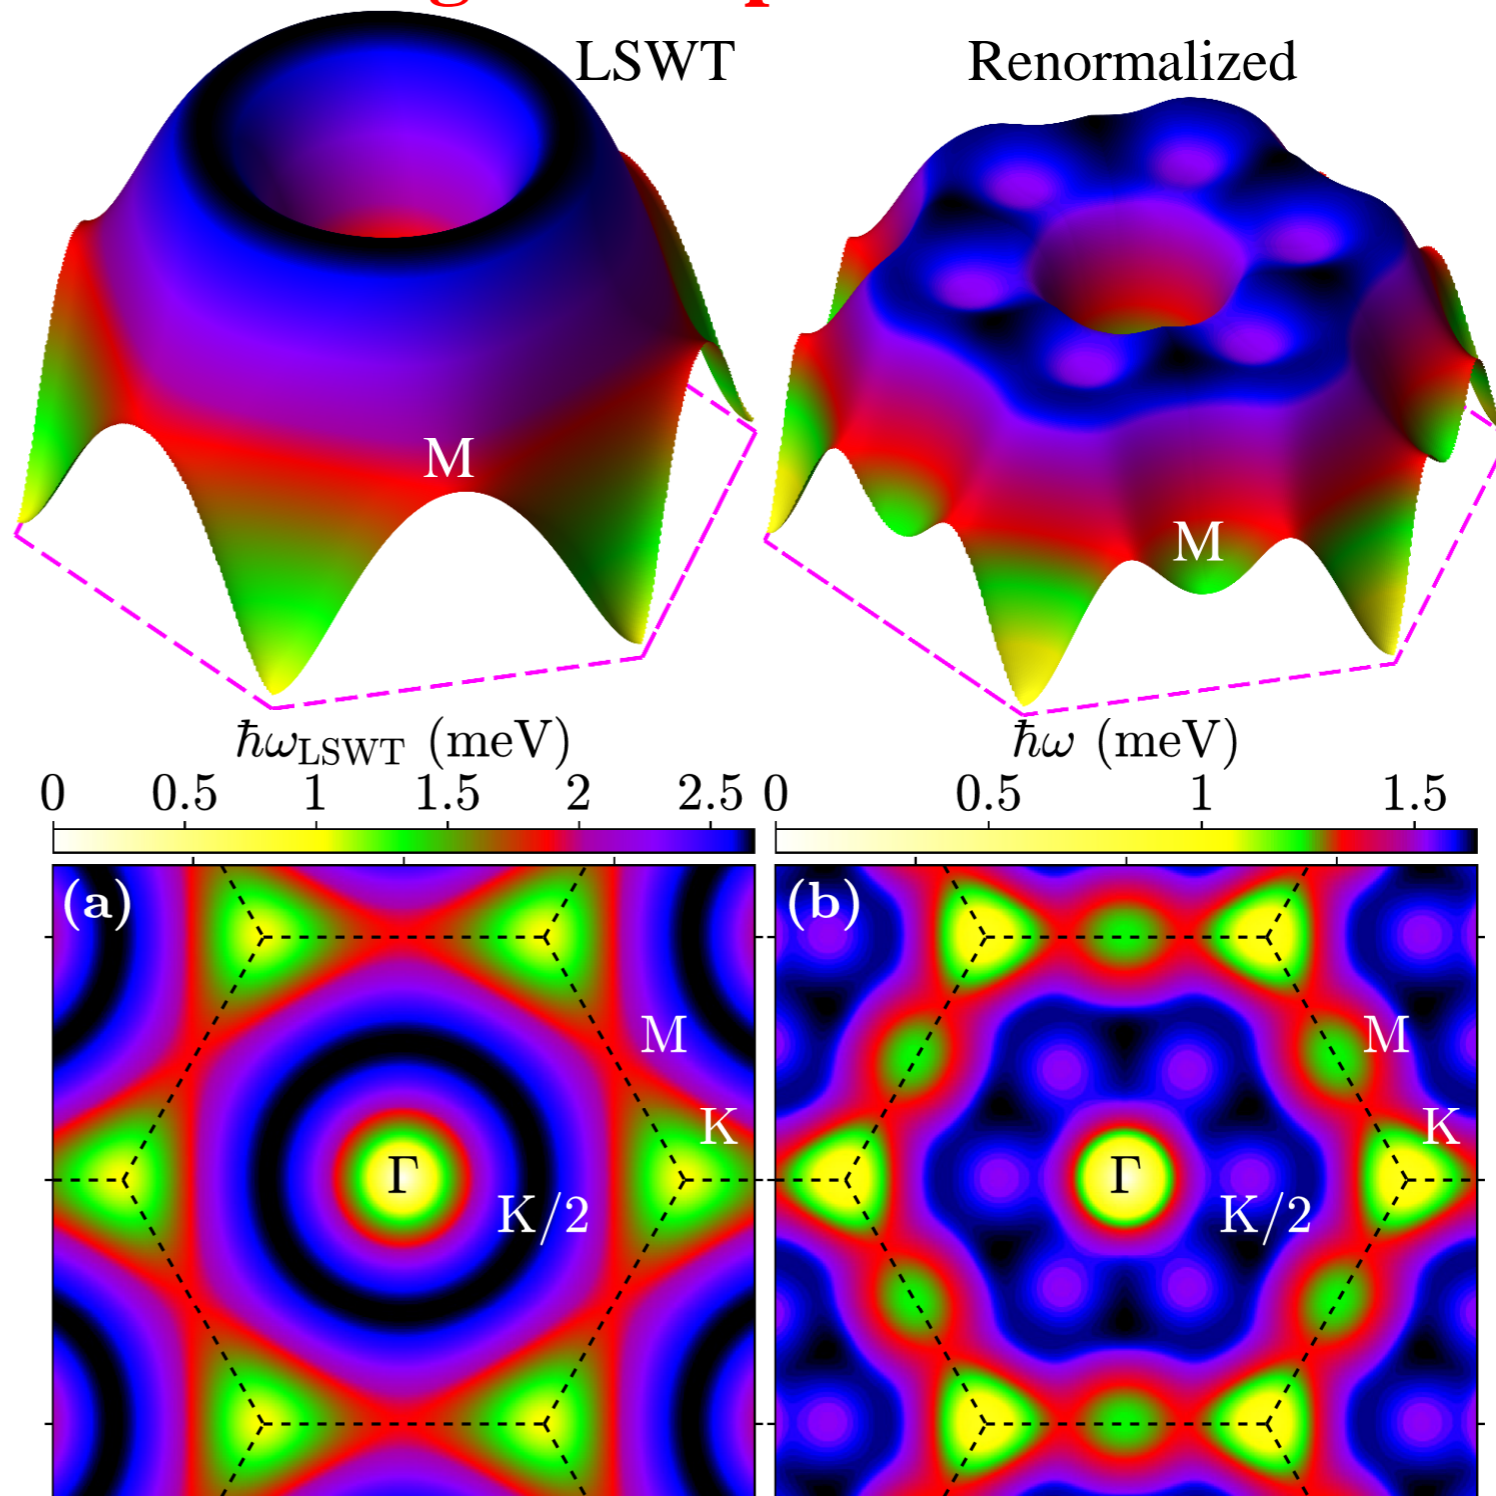 LSWT
Renormalized
M
M
ħω_LSWT (meV)
ħω (meV)
0 0.5 1 1.5 2 2.5
0 0.5 1 1.5
(a)
(b)
M
M
K
K
Γ
Γ
K/2
K/2